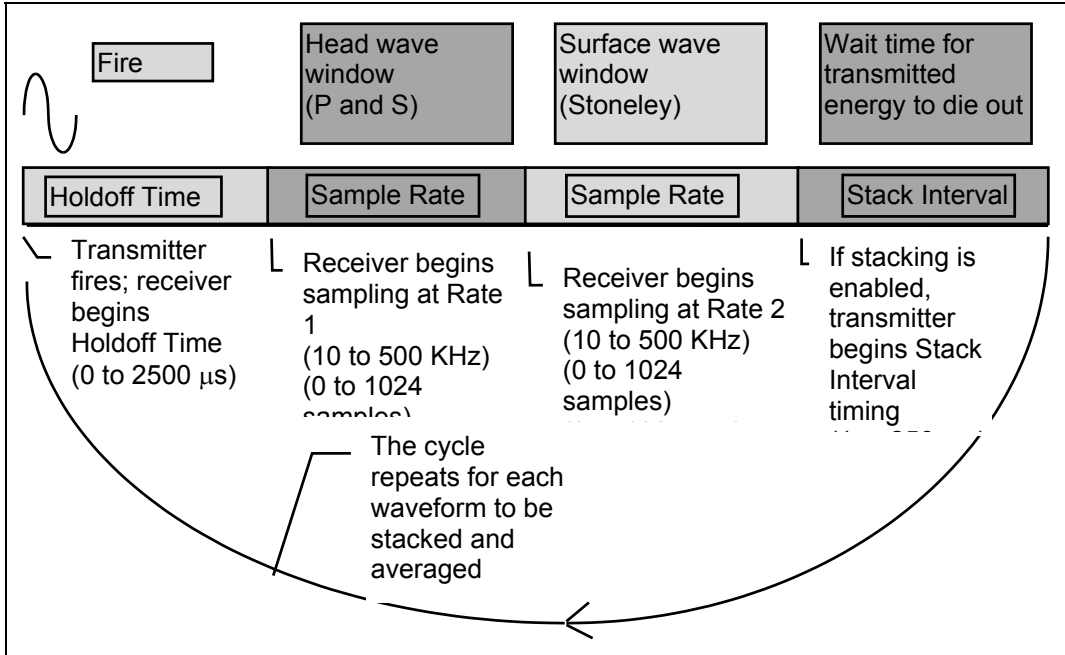 Fire
Head wave
window
(P and S)
Surface wave
window
(Stoneley)
Wait time for
transmitted
energy to die out
Holdoff Time
Sample Rate
Sample Rate
Stack Interval
Transmitter
fires; receiver
begins
Holdoff Time
(0 to 2500 μs)
Receiver begins
sampling at Rate
1
(10 to 500 KHz)
(0 to 1024
samples)
Receiver begins
sampling at Rate 2
(10 to 500 KHz)
(0 to 1024
samples)
If stacking is
enabled,
transmitter
begins Stack
Interval
timing
The cycle
repeats for each
waveform to be
stacked and
averaged